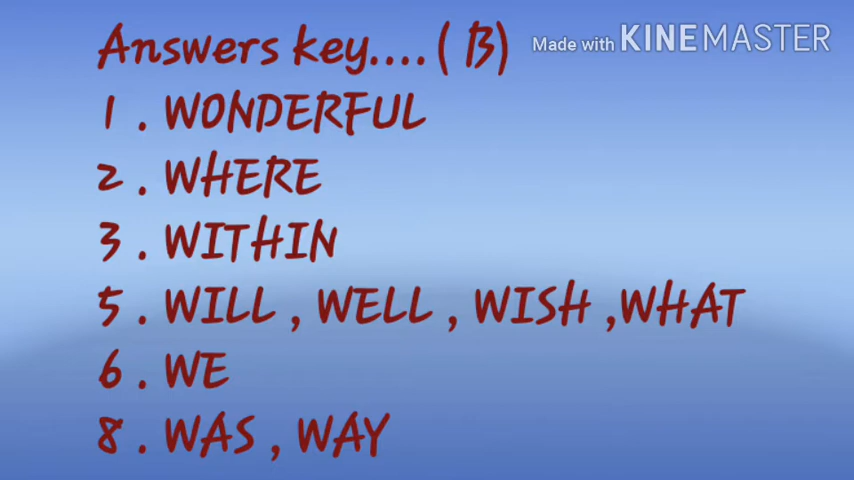 Answers key....( B)
Made with KINEMASTER
1 . WONDERFUL
2 . WHERE
3 . WITHIN
5 . WILL , WELL , WISH ,WHAT
6 . WE
8 . WAS , WAY